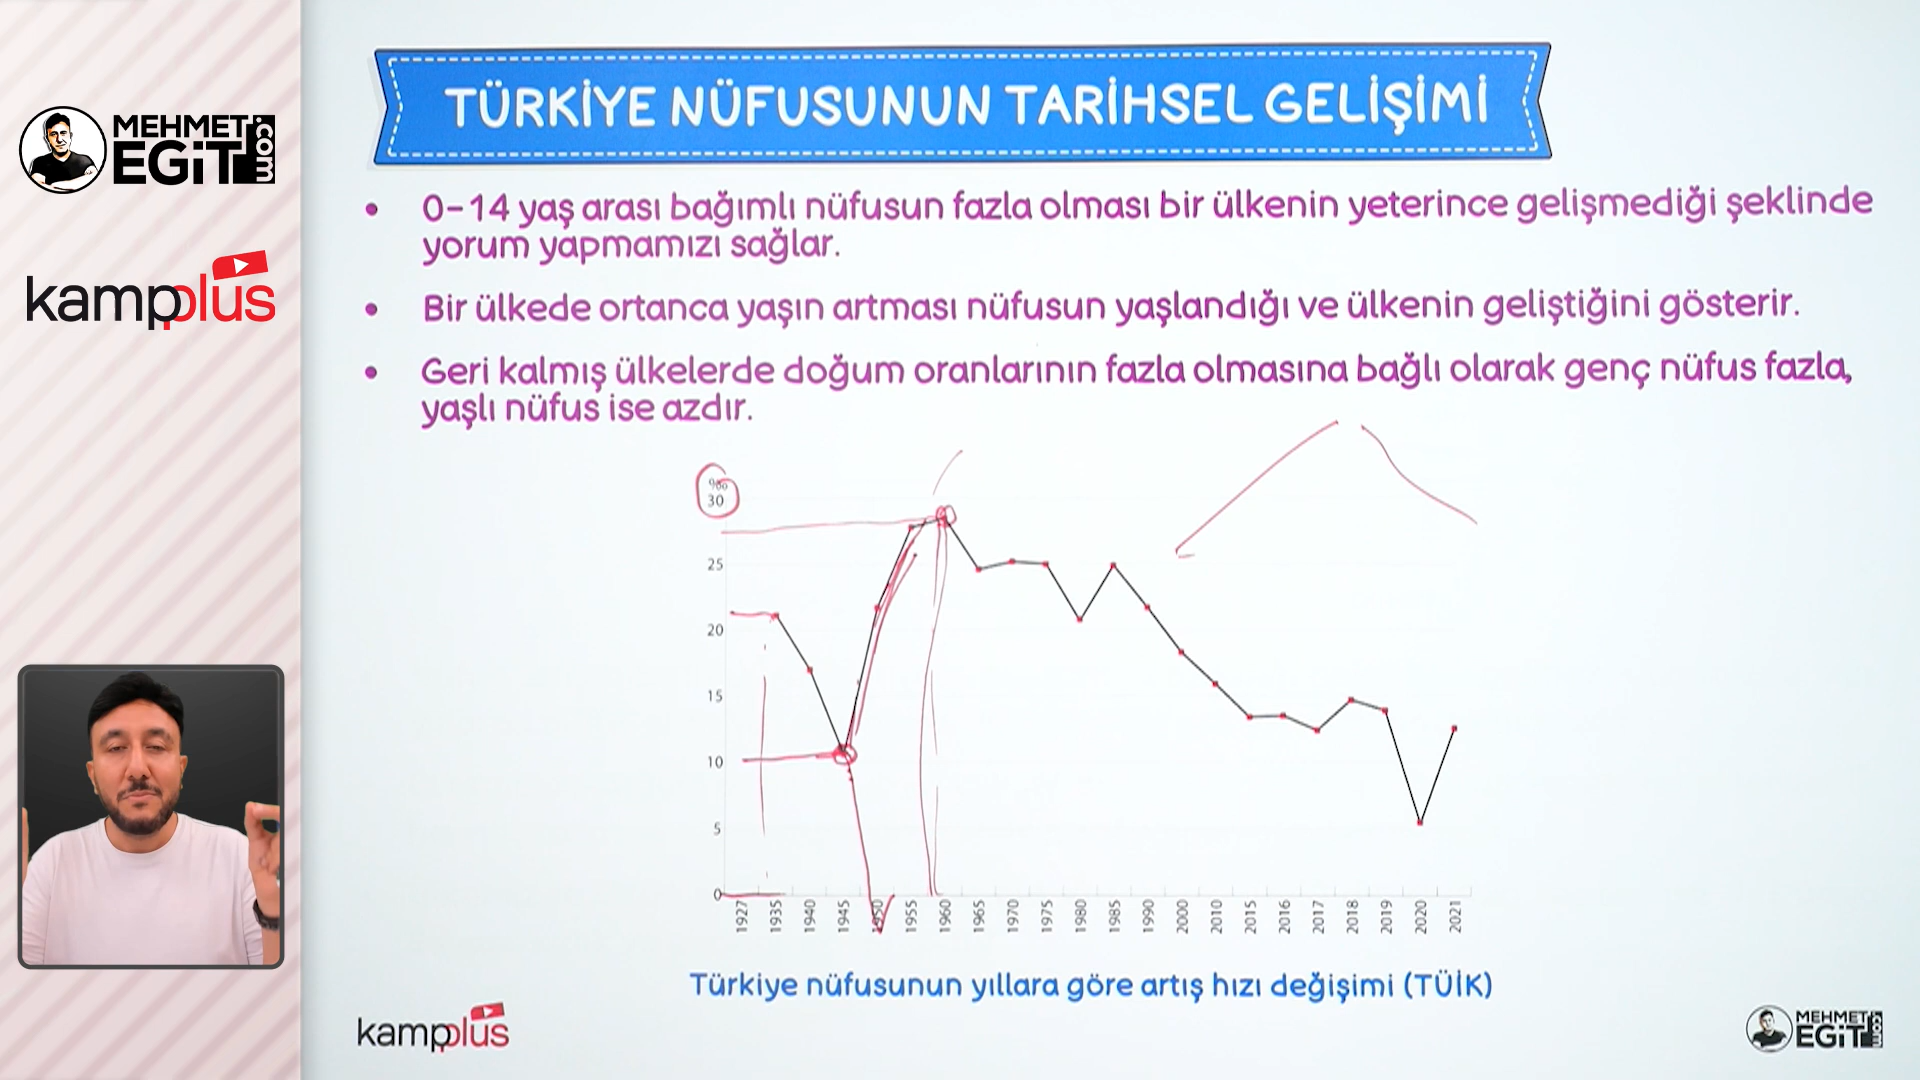 MEHMET
EGiT
.com
kampplus
TÜRKİYE NÜFUSUNUN TARİHSEL GELİŞİMİ
• 0-14 yaş arası bağımlı nüfusun fazla olması bir ülkenin yeterince gelişmediği şeklinde
yorum yapmamızı sağlar.
• Bir ülkede ortanca yaşın artması nüfusun yaşlandığı ve ülkenin geliştiğini gösterir.
• Geri kalmış ülkelerde doğum oranlarının fazla olmasına bağlı olarak genç nüfus fazla,
yaşlı nüfus ise azdır.
‰
30
25
20
15
10
5
0
1927 1935 1940 1945 1950 1955 1960 1965 1970 1975 1980 1985 1990 2000 2010 2015 2016 2017 2018 2019 2020 2021
Türkiye nüfusunun yıllara göre artış hızı değişimi (TÜİK)
kampplus
MEHMET
EGiT
.com